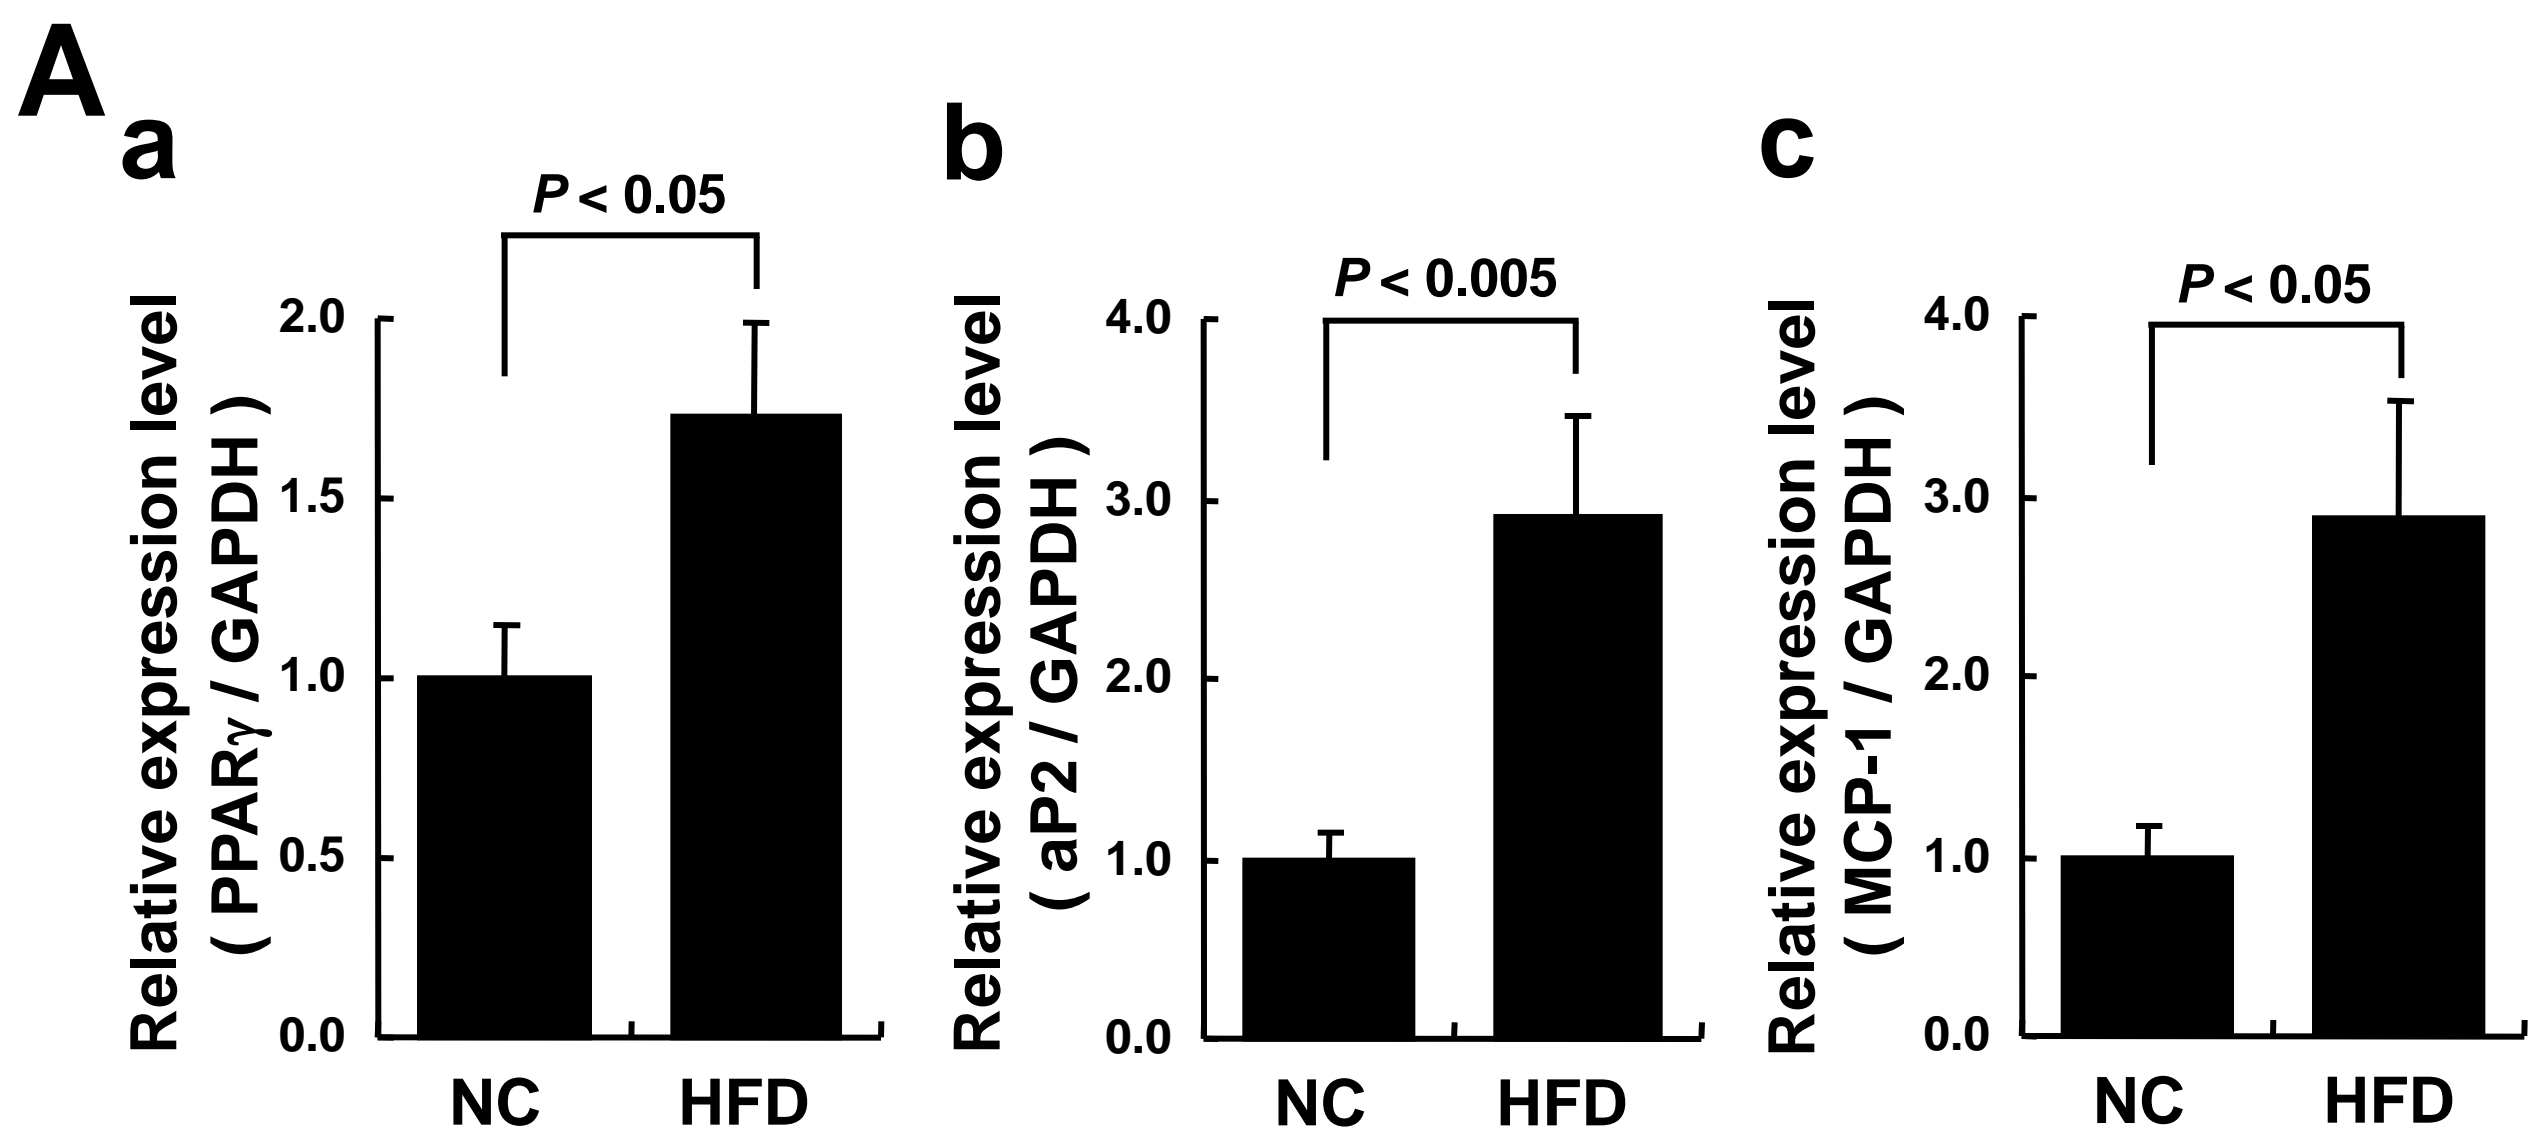 A
a
P < 0.05
Relative expression level
( PPARγ / GAPDH )
2.0
1.5
1.0
0.5
0.0
NC HFD
b
P < 0.005
Relative expression level
( aP2 / GAPDH )
4.0
3.0
2.0
1.0
0.0
NC HFD
c
P < 0.05
Relative expression level
( MCP-1 / GAPDH )
4.0
3.0
2.0
1.0
0.0
NC HFD